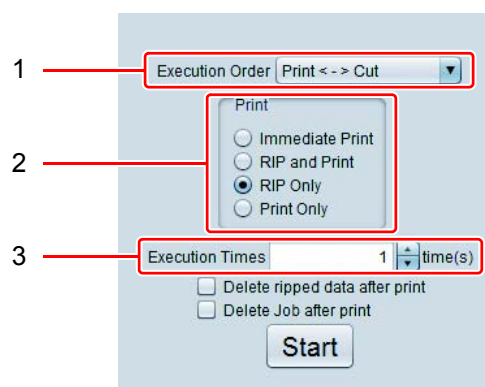 1
Execution Order Print < - > Cut
Print
2
Immediate Print
RIP and Print
RIP Only
Print Only
3
Execution Times 1 time(s)
Delete ripped data after print
Delete Job after print
Start